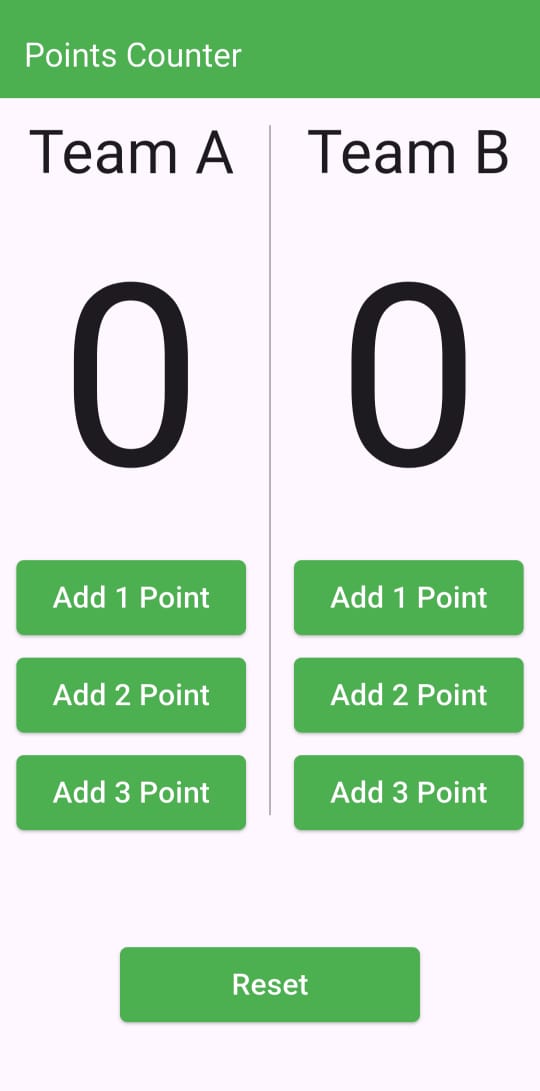 Points Counter
Team A
Team B
0
0
Add 1 Point
Add 1 Point
Add 2 Point
Add 2 Point
Add 3 Point
Add 3 Point
Reset